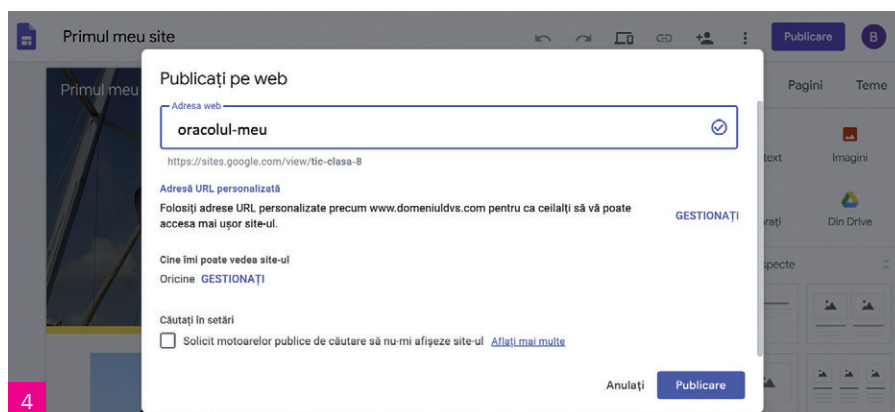 Primul meu site
Publicare
B
Primul meu
Pagini Teme
Publicați pe web
Adresa web
oracolul-meu
https://sites.google.com/view/tic-clasa-8
text
Imagini
Adresă URL personalizată
Folosiți adrese URL personalizate precum www.domeniuldvs.com pentru ca ceilalți să vă poate
accesa mai ușor site-ul.
GESTIONAȚI
rați
Din Drive
Cine îmi poate vedea site-ul
Oricine GESTIONAȚI
specte
Căutați în setări
Solicit motoarelor publice de căutare să nu-mi afișeze site-ul Aflați mai multe
Anulați
Publicare
4